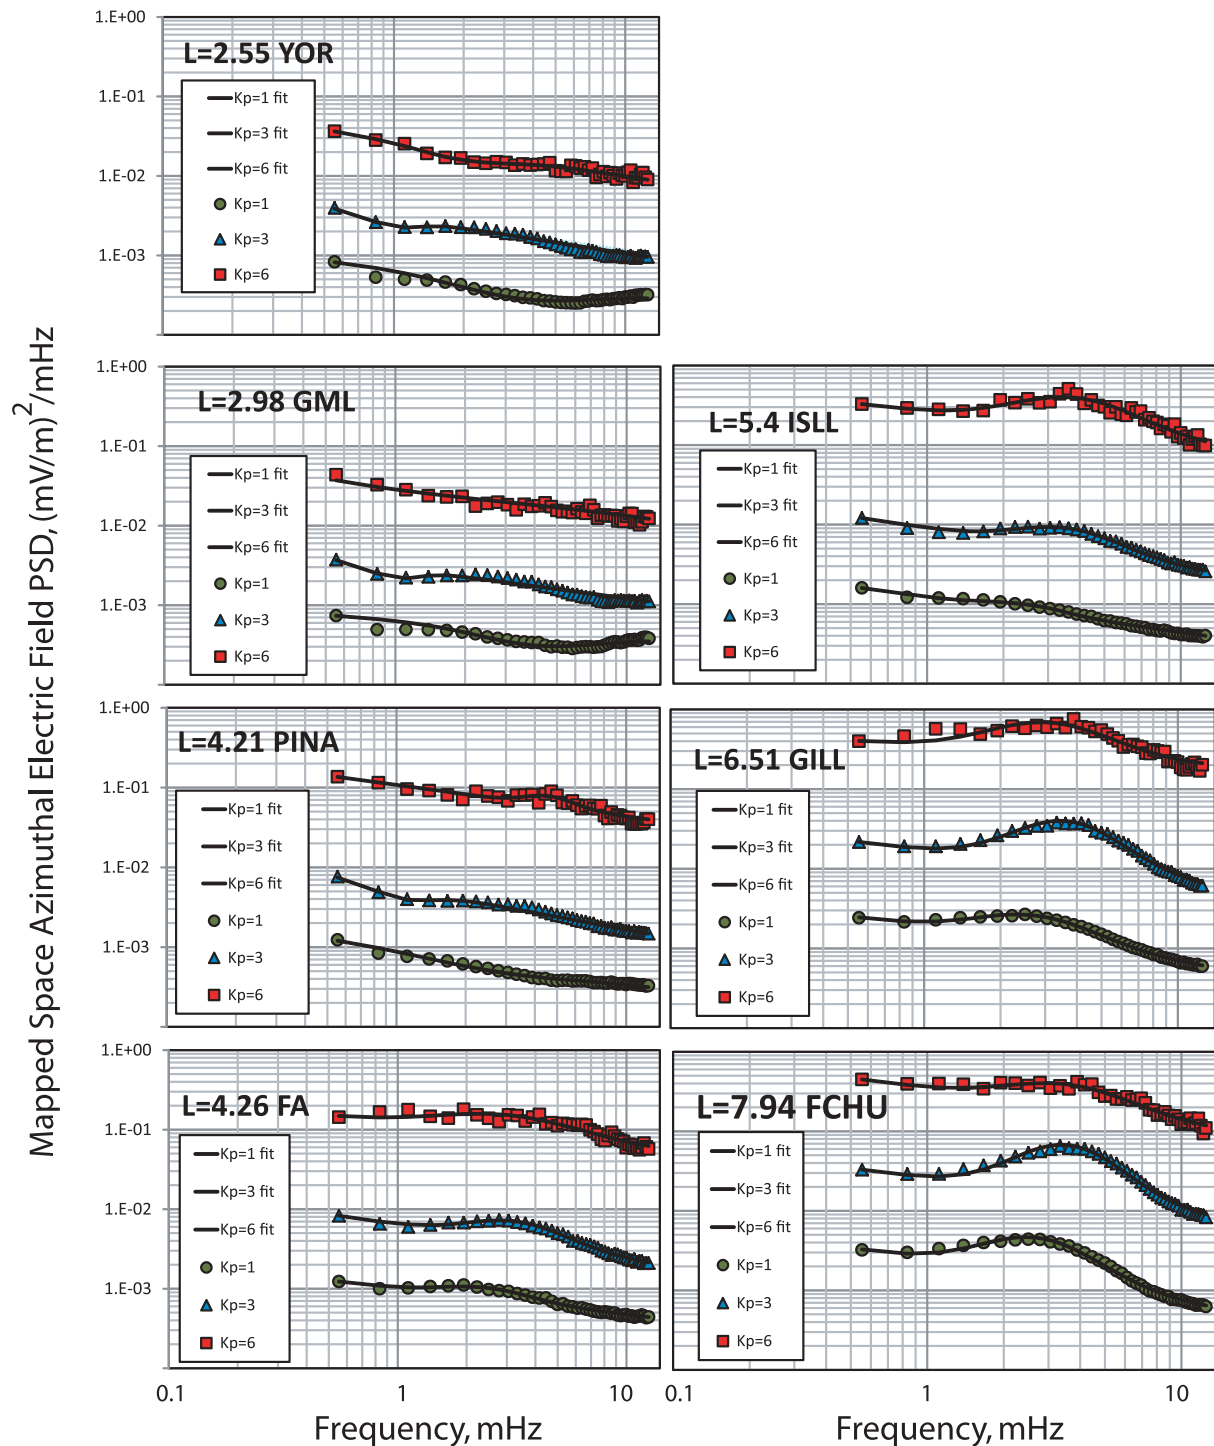 Mapped Space Azimuthal Electric Field PSD, (mV/m)2/mHz
1.E+00
1.E-01
1.E-02
1.E-03
L=2.55 YOR
Kp=1 fit
Kp=3 fit
Kp=6 fit
Kp=1
Kp=3
Kp=6
1.E+00
1.E-01
1.E-02
1.E-03
L=2.98 GML
Kp=1 fit
Kp=3 fit
Kp=6 fit
Kp=1
Kp=3
Kp=6
L=5.4 ISLL
Kp=1 fit
Kp=3 fit
Kp=6 fit
Kp=1
Kp=3
Kp=6
1.E+00
1.E-01
1.E-02
1.E-03
L=4.21 PINA
Kp=1 fit
Kp=3 fit
Kp=6 fit
Kp=1
Kp=3
Kp=6
L=6.51 GILL
Kp=1 fit
Kp=3 fit
Kp=6 fit
Kp=1
Kp=3
Kp=6
1.E+00
1.E-01
1.E-02
1.E-03
L=4.26 FA
Kp=1 fit
Kp=3 fit
Kp=6 fit
Kp=1
Kp=3
Kp=6
L=7.94 FCHU
Kp=1 fit
Kp=3 fit
Kp=6 fit
Kp=1
Kp=3
Kp=6
0.1 1 10
0.1 1 10
Frequency, mHz
Frequency, mHz